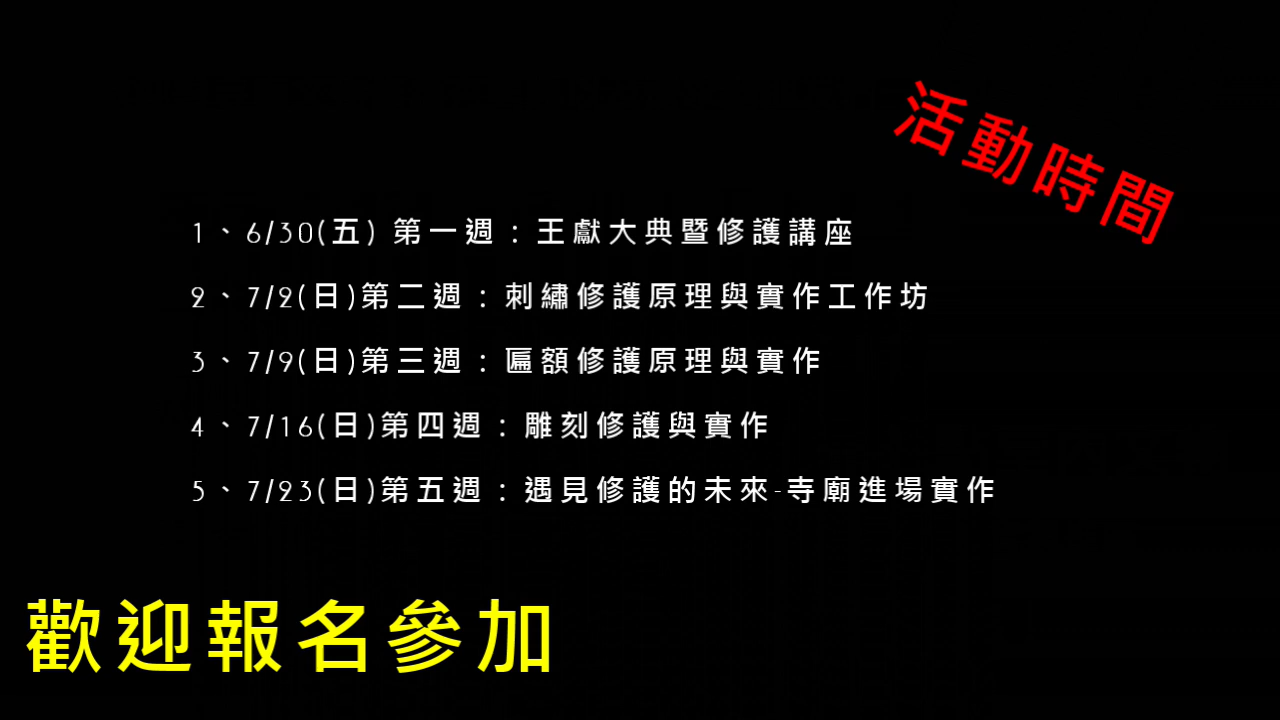 活動時間
1、6/30(五) 第一週：王獻大典暨修護講座
2、7/2(日)第二週：刺繡修護原理與實作工作坊
3、7/9(日)第三週：匾額修護原理與實作
4、7/16(日)第四週：雕刻修護與實作
5、7/23(日)第五週：遇見修護的未來-寺廟進場實作
歡迎報名參加